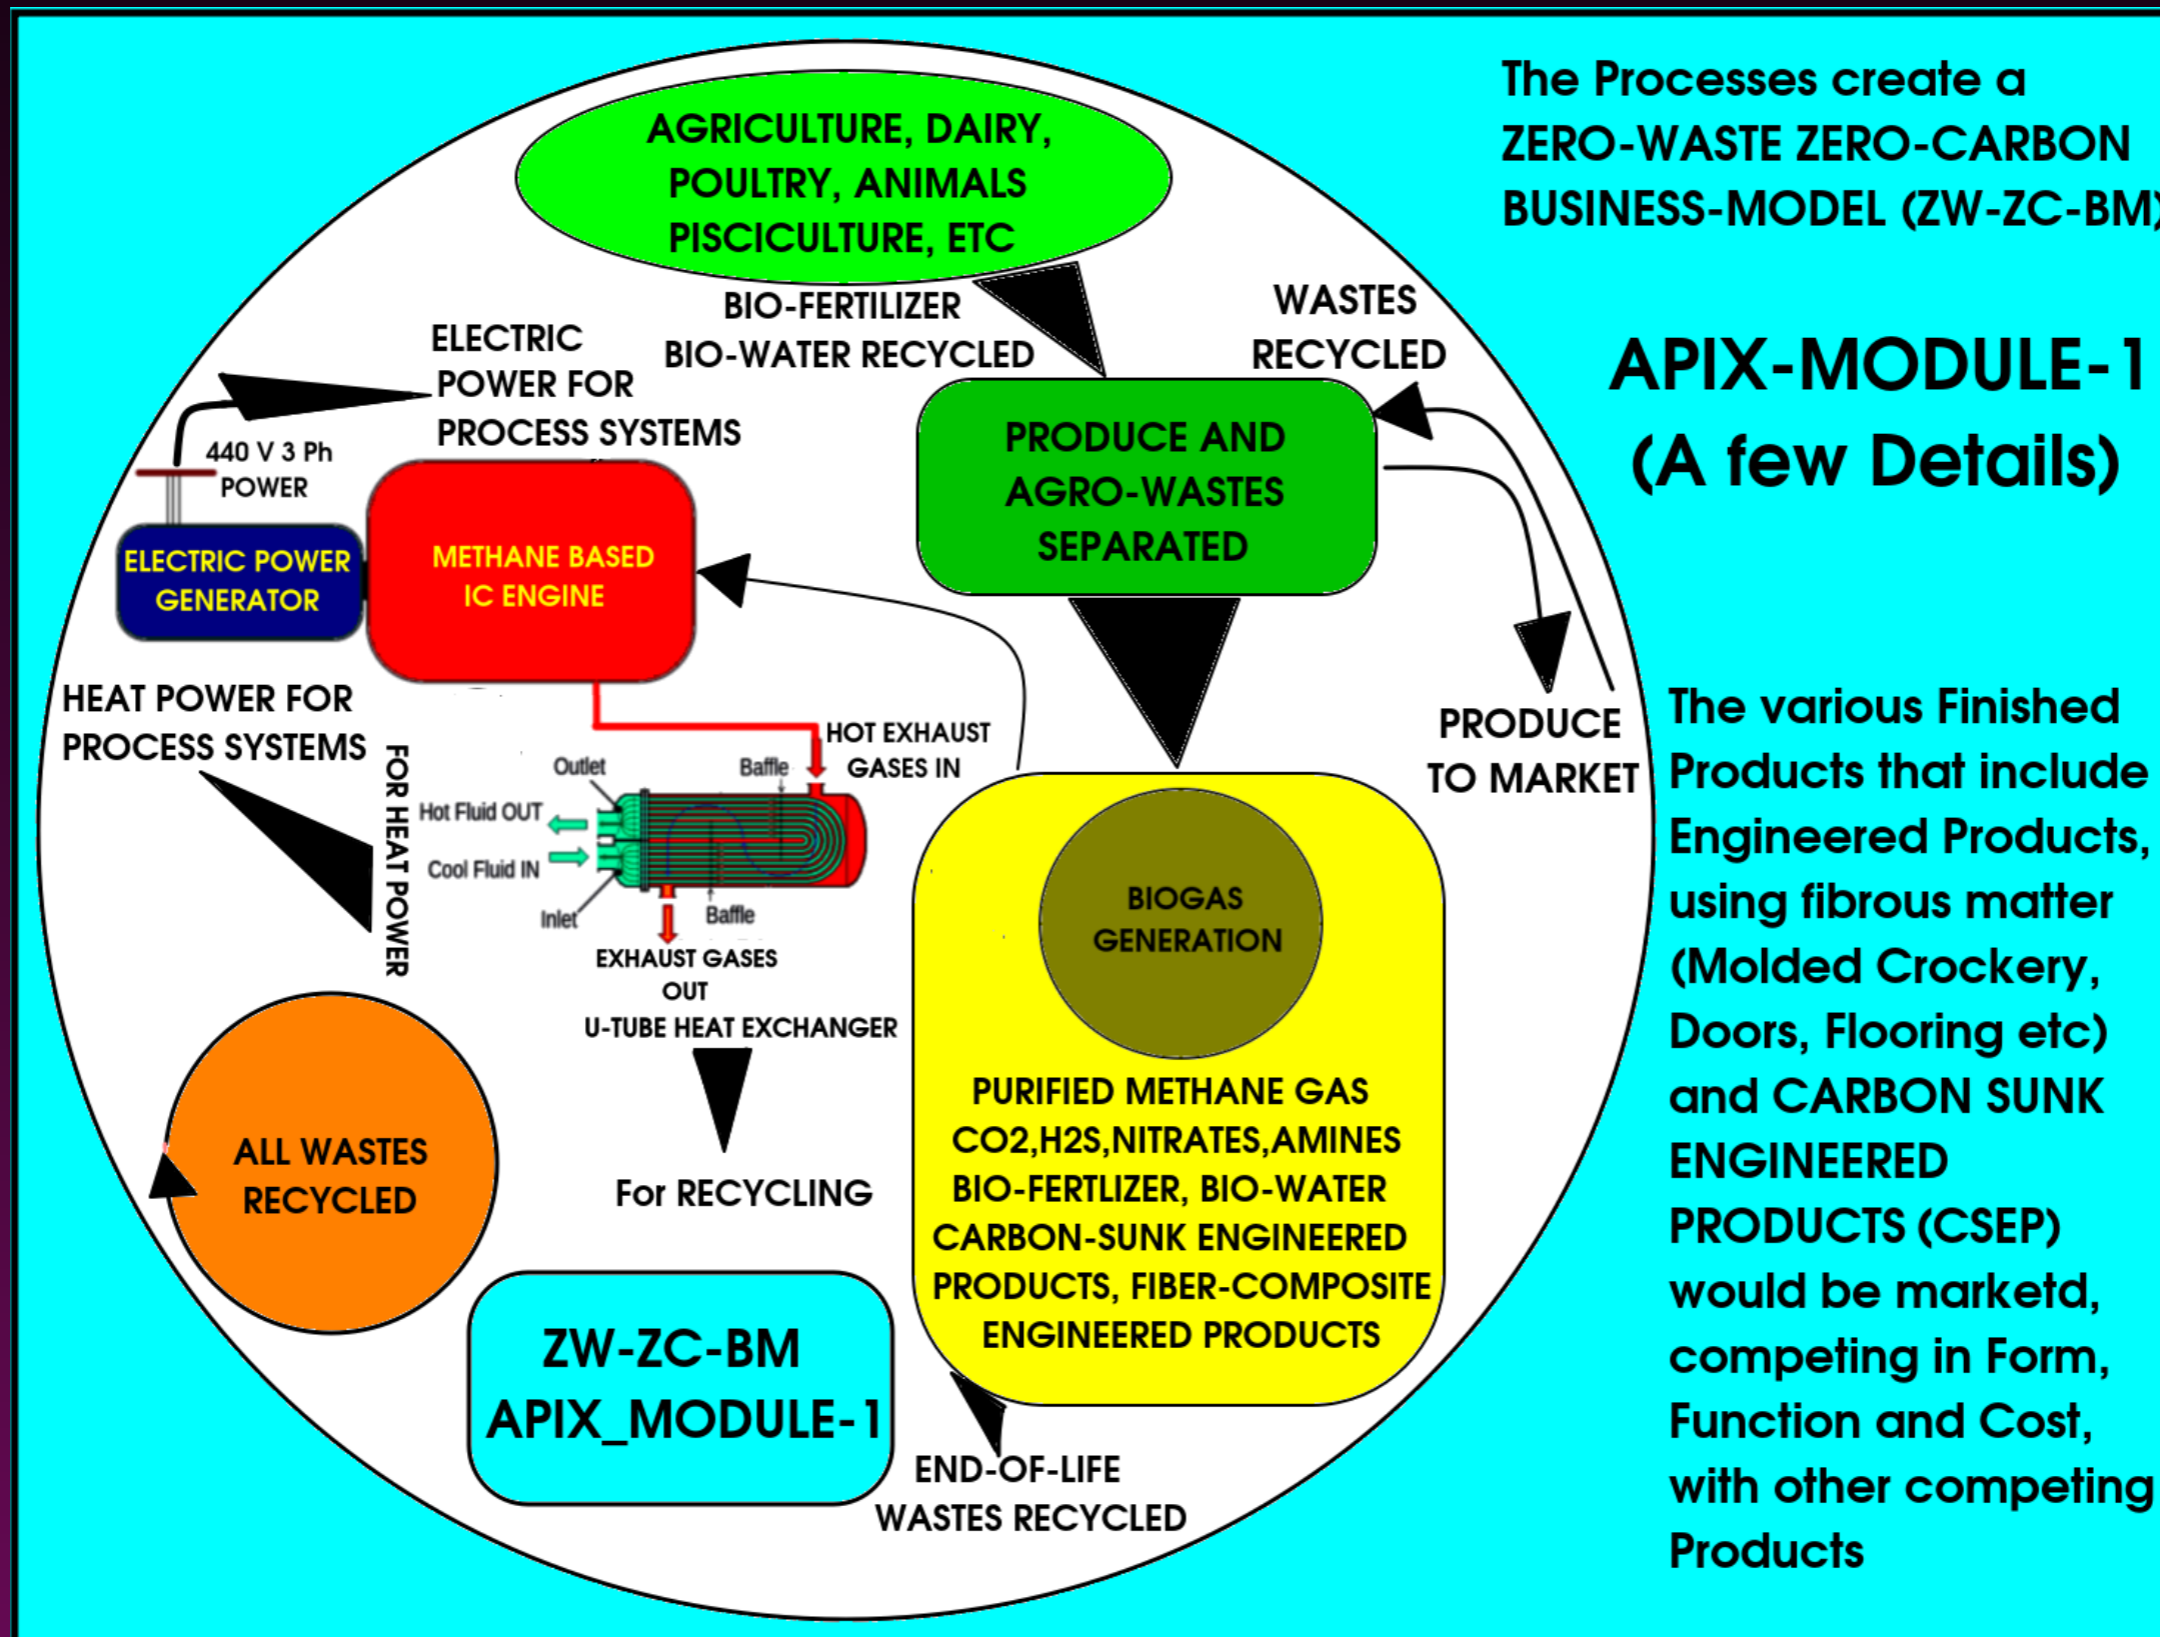 The Processes create a
ZERO-WASTE ZERO-CARBON
BUSINESS-MODEL (ZW-ZC-BM)
APIX-MODULE-1
(A few Details)
AGRICULTURE, DAIRY,
POULTRY, ANIMALS
PISCICULTURE, ETC
BIO-FERTILIZER
BIO-WATER RECYCLED
WASTES
RECYCLED
ELECTRIC
POWER FOR
PROCESS SYSTEMS
440 V 3 Ph
POWER
PRODUCE AND
AGRO-WASTES
SEPARATED
ELECTRIC POWER
GENERATOR
METHANE BASED
IC ENGINE
HEAT POWER FOR
PROCESS SYSTEMS
FOR HEAT POWER
HOT EXHAUST
GASES IN
Outlet
Baffle
Hot Fluid OUT
Cool Fluid IN
Inlet
Baffle
EXHAUST GASES
OUT
U-TUBE HEAT EXCHANGER
For RECYCLING
PRODUCE
TO MARKET
BIOGAS
GENERATION
PURIFIED METHANE GAS
CO2,H2S,NITRATES,AMINES
BIO-FERTLIZER, BIO-WATER
CARBON-SUNK ENGINEERED
PRODUCTS, FIBER-COMPOSITE
ENGINEERED PRODUCTS
ALL WASTES
RECYCLED
ZW-ZC-BM
APIX_MODULE-1
END-OF-LIFE
WASTES RECYCLED
The various Finished
Products that include
Engineered Products,
using fibrous matter
(Molded Crockery,
Doors, Flooring etc)
and CARBON SUNK
ENGINEERED
PRODUCTS (CSEP)
would be marketd,
competing in Form,
Function and Cost,
with other competing
Products